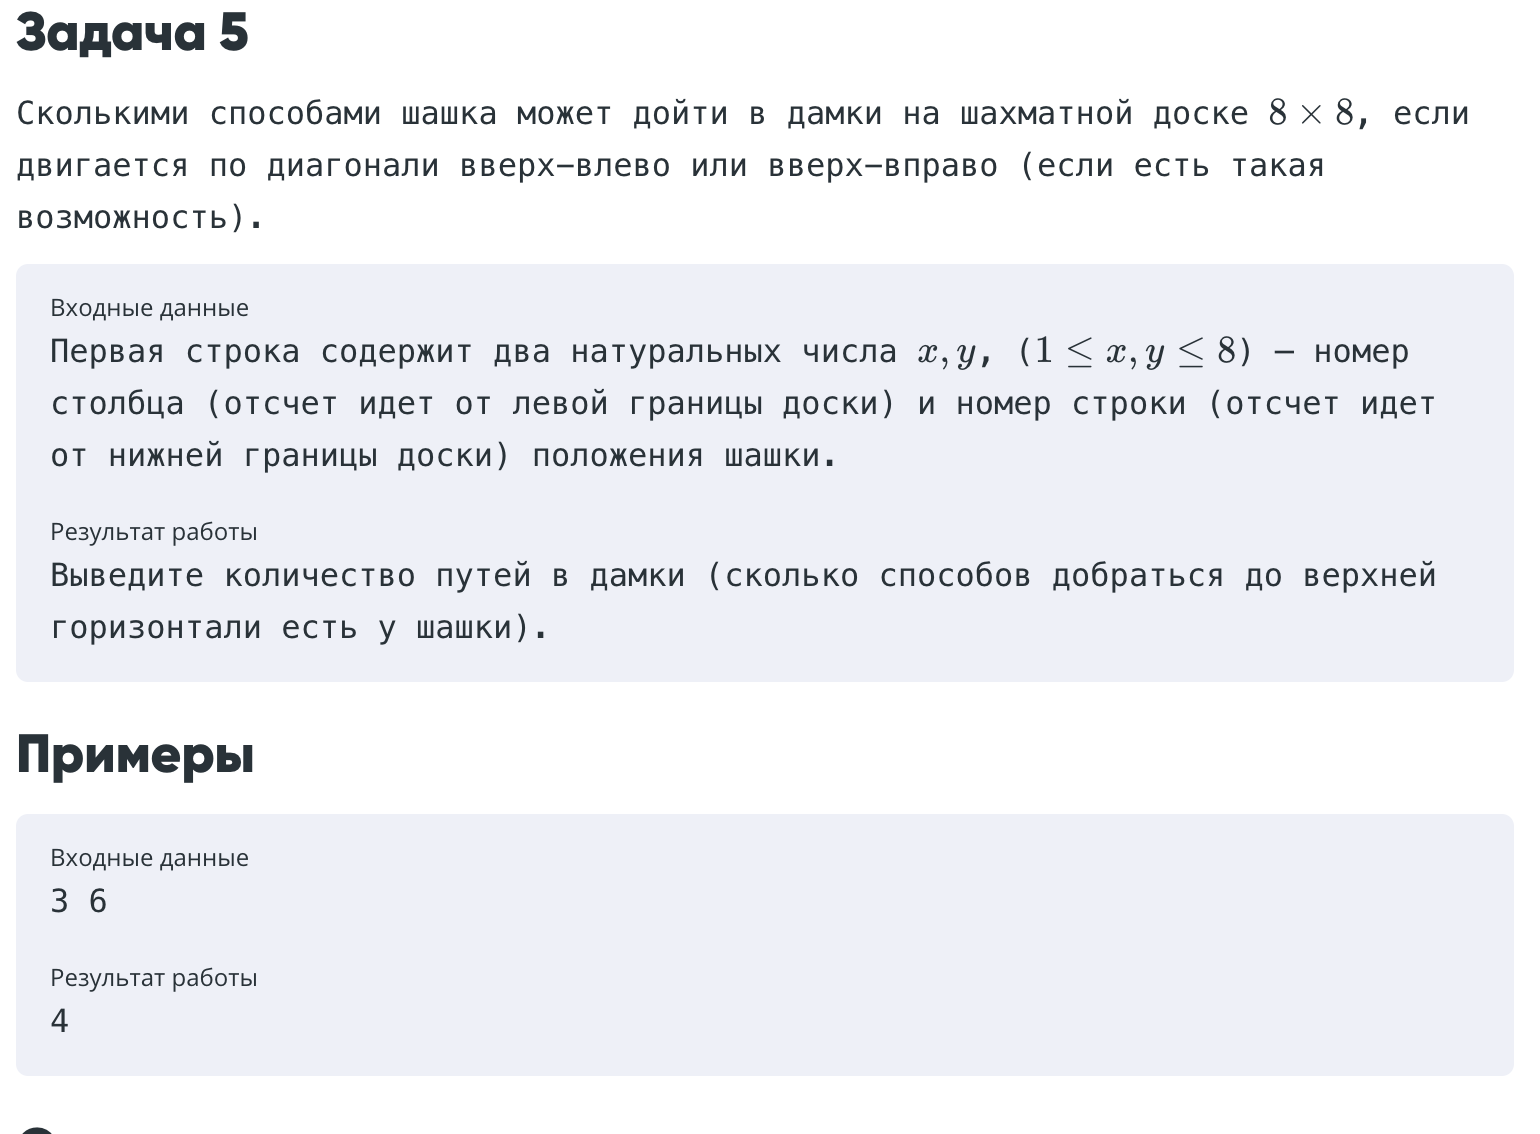 Задача 5
Сколькими способами шашка может дойти в дамки на шахматной доске 8 × 8, если
двигается по диагонали вверх–влево или вверх–вправо (если есть такая
возможность).
Входные данные
Первая строка содержит два натуральных числа x, y, (1 ≤ x, y ≤ 8) – номер
столбца (отсчет идет от левой границы доски) и номер строки (отсчет идет
от нижней границы доски) положения шашки.
Результат работы
Выведите количество путей в дамки (сколько способов добраться до верхней
горизонтали есть у шашки).
Примеры
Входные данные
3 6
Результат работы
4